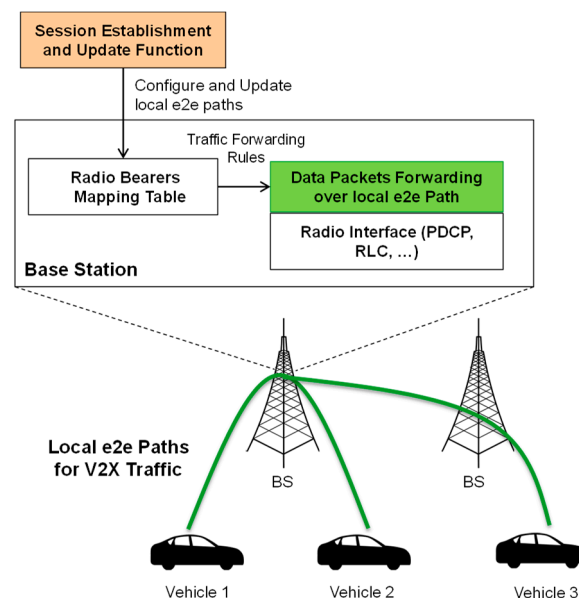 Session Establishment
and Update Function
Configure and Update
local e2e paths
Traffic Forwarding
Rules
Radio Bearers
Mapping Table
Data Packets Forwarding
over local e2e Path
Radio Interface (PDCP,
RLC, ...)
Base Station
Local e2e Paths
for V2X Traffic
BS
BS
Vehicle 1
Vehicle 2
Vehicle 3